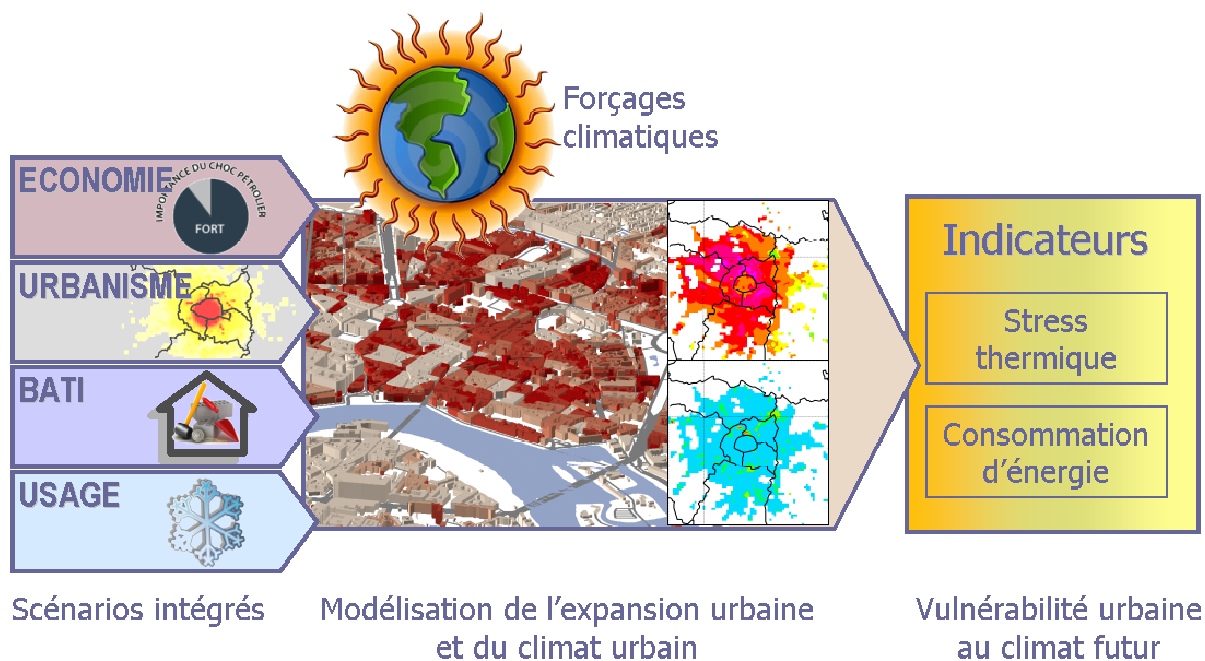 Forçages
climatiques
ECONOMIE
IMPORTANCE DU CHOC PÉTROLIER
FORT
URBANISME
BATI
USAGE
Indicateurs
Stress
thermique
Consommation
d'énergie
Scénarios intégrés
Modélisation de l'expansion urbaine
et du climat urbain
Vulnérabilité urbaine
au climat futur